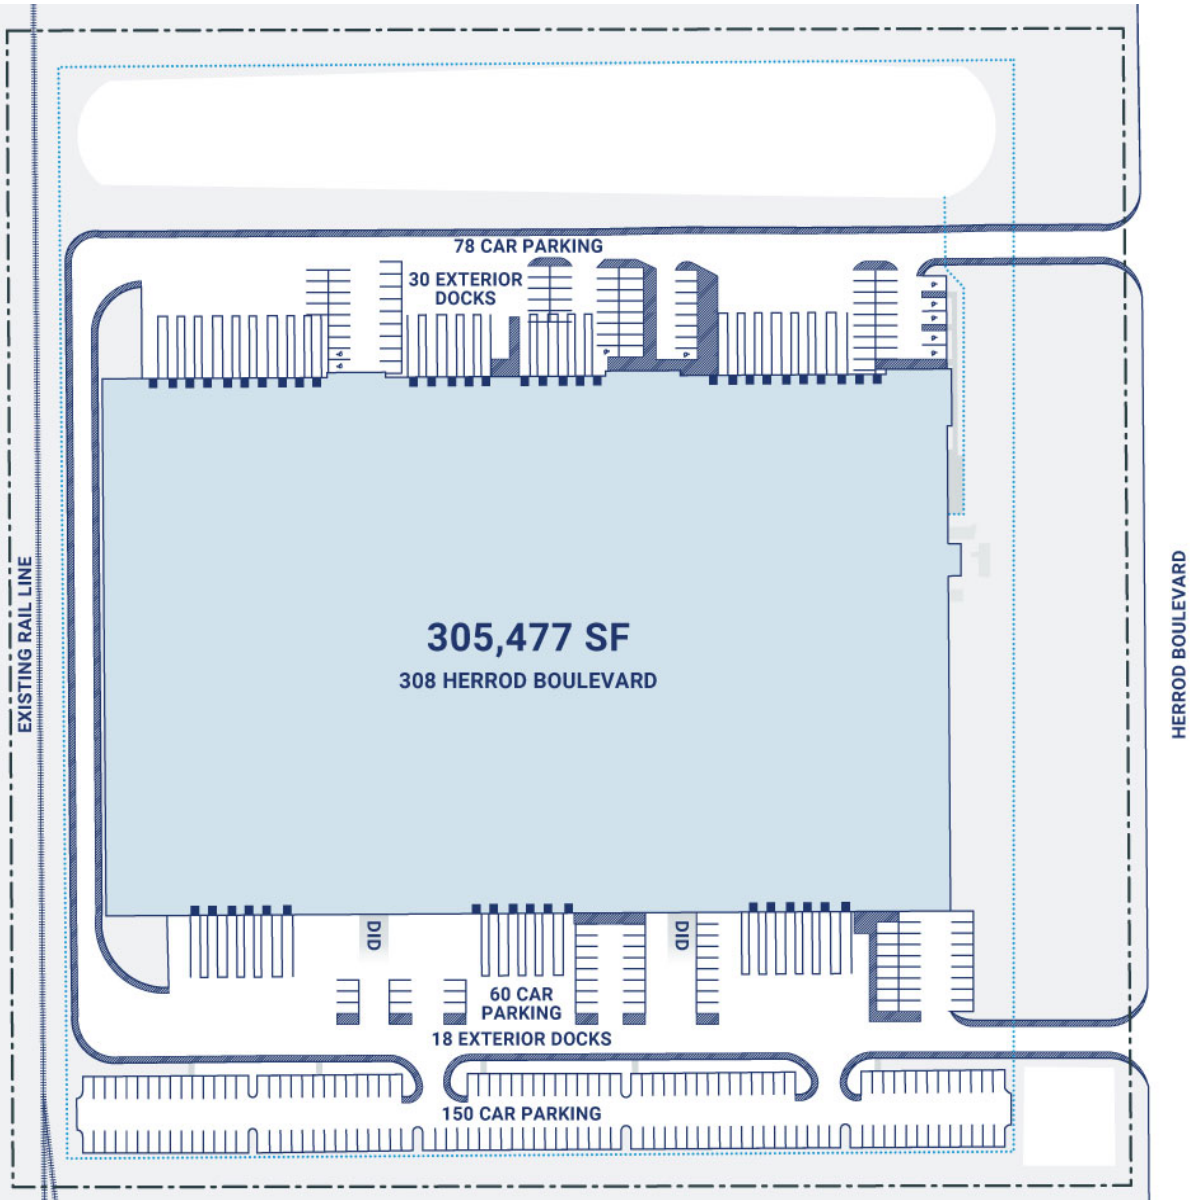 78 CAR PARKING
30 EXTERIOR
DOCKS
EXISTING RAIL LINE
305,477 SF
308 HERROD BOULEVARD
HERROD BOULEVARD
DID
DID
60 CAR
PARKING
18 EXTERIOR DOCKS
150 CAR PARKING